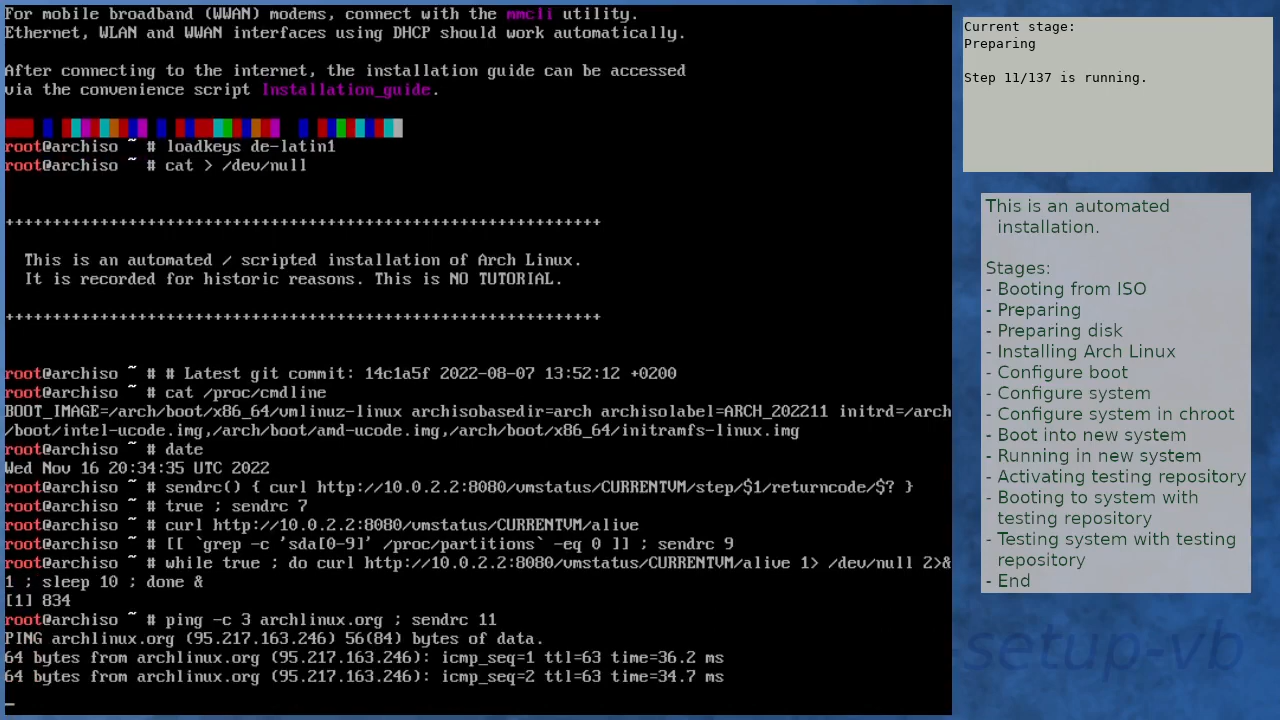 For mobile broadband (WWAN) modems, connect with the mmcli utility.
Ethernet, WLAN and WWAN interfaces using DHCP should work automatically.
After connecting to the internet, the installation guide can be accessed
via the convenience script Installation_guide.
root@archiso ~ # loadkeys de-latin1
root@archiso ~ # cat > /dev/null
+++++++++++++++++++++++++++++++++++++++++++++++++++++++++++++++
This is an automated / scripted installation of Arch Linux.
It is recorded for historic reasons. This is NO TUTORIAL.
+++++++++++++++++++++++++++++++++++++++++++++++++++++++++++++++
root@archiso ~ # # Latest git commit: 14c1a5f 2022-08-07 13:52:12 +0200
root@archiso ~ # cat /proc/cmdline
BOOT_IMAGE=/arch/boot/x86_64/vmlinuz-linux archisobasedir=arch archisolabel=ARCH_202211 initrd=/arch
/boot/intel-ucode.img,/arch/boot/amd-ucode.img,/arch/boot/x86_64/initramfs-linux.img
root@archiso ~ # date
Wed Nov 16 20:34:35 UTC 2022
root@archiso ~ # sendrc() { curl http://10.0.2.2:8080/vmstatus/CURRENTVM/step/$1/returncode/$? }
root@archiso ~ # true ; sendrc 7
root@archiso ~ # curl http://10.0.2.2:8080/vmstatus/CURRENTVM/alive
root@archiso ~ # [[ `grep -c 'sda[0-9]' /proc/partitions` -eq 0 ]] ; sendrc 9
root@archiso ~ # while true ; do curl http://10.0.2.2:8080/vmstatus/CURRENTVM/alive 1> /dev/null 2>&
1 ; sleep 10 ; done &
[1] 834
root@archiso ~ # ping -c 3 archlinux.org ; sendrc 11
PING archlinux.org (95.217.163.246) 56(84) bytes of data.
64 bytes from archlinux.org (95.217.163.246): icmp_seq=1 ttl=63 time=36.2 ms
64 bytes from archlinux.org (95.217.163.246): icmp_seq=2 ttl=63 time=34.7 ms
_
Current stage:
Preparing
Step 11/137 is running.
This is an automated
installation.
Stages:
- Booting from ISO
- Preparing
- Preparing disk
- Installing Arch Linux
- Configure boot
- Configure system
- Configure system in chroot
- Boot into new system
- Running in new system
- Activating testing repository
- Booting to system with
testing repository
- Testing system with testing
repository
- End
-setup-vb